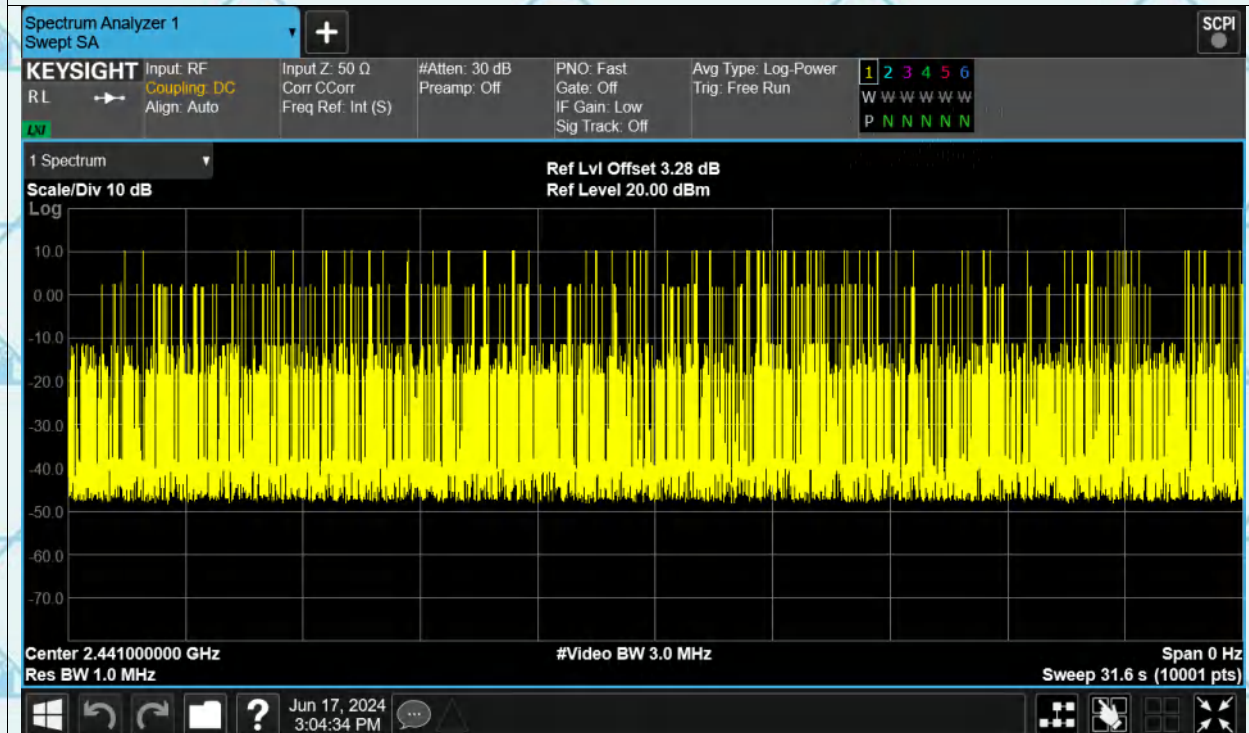 Spectrum Analyzer 1
Swept SA
+
SCPI
KEYSIGHT
RL
LXI
Input: RF
Coupling: DC
Align: Auto
Input Z: 50 Ω
Corr CCorr
Freq Ref: Int (S)
#Atten: 30 dB
Preamp: Off
PNO: Fast
Gate: Off
IF Gain: Low
Sig Track: Off
Avg Type: Log-Power
Trig: Free Run
1 2 3 4 5 6
W W W W W W
P N N N N N
1 Spectrum
Scale/Div 10 dB
Log
Ref Lvl Offset 3.28 dB
Ref Level 20.00 dBm
10.0
0.00
-10.0
-20.0
-30.0
-40.0
-50.0
-60.0
-70.0
Center 2.441000000 GHz
Res BW 1.0 MHz
#Video BW 3.0 MHz
Span 0 Hz
Sweep 31.6 s (10001 pts)
?
Jun 17, 2024
3:04:34 PM